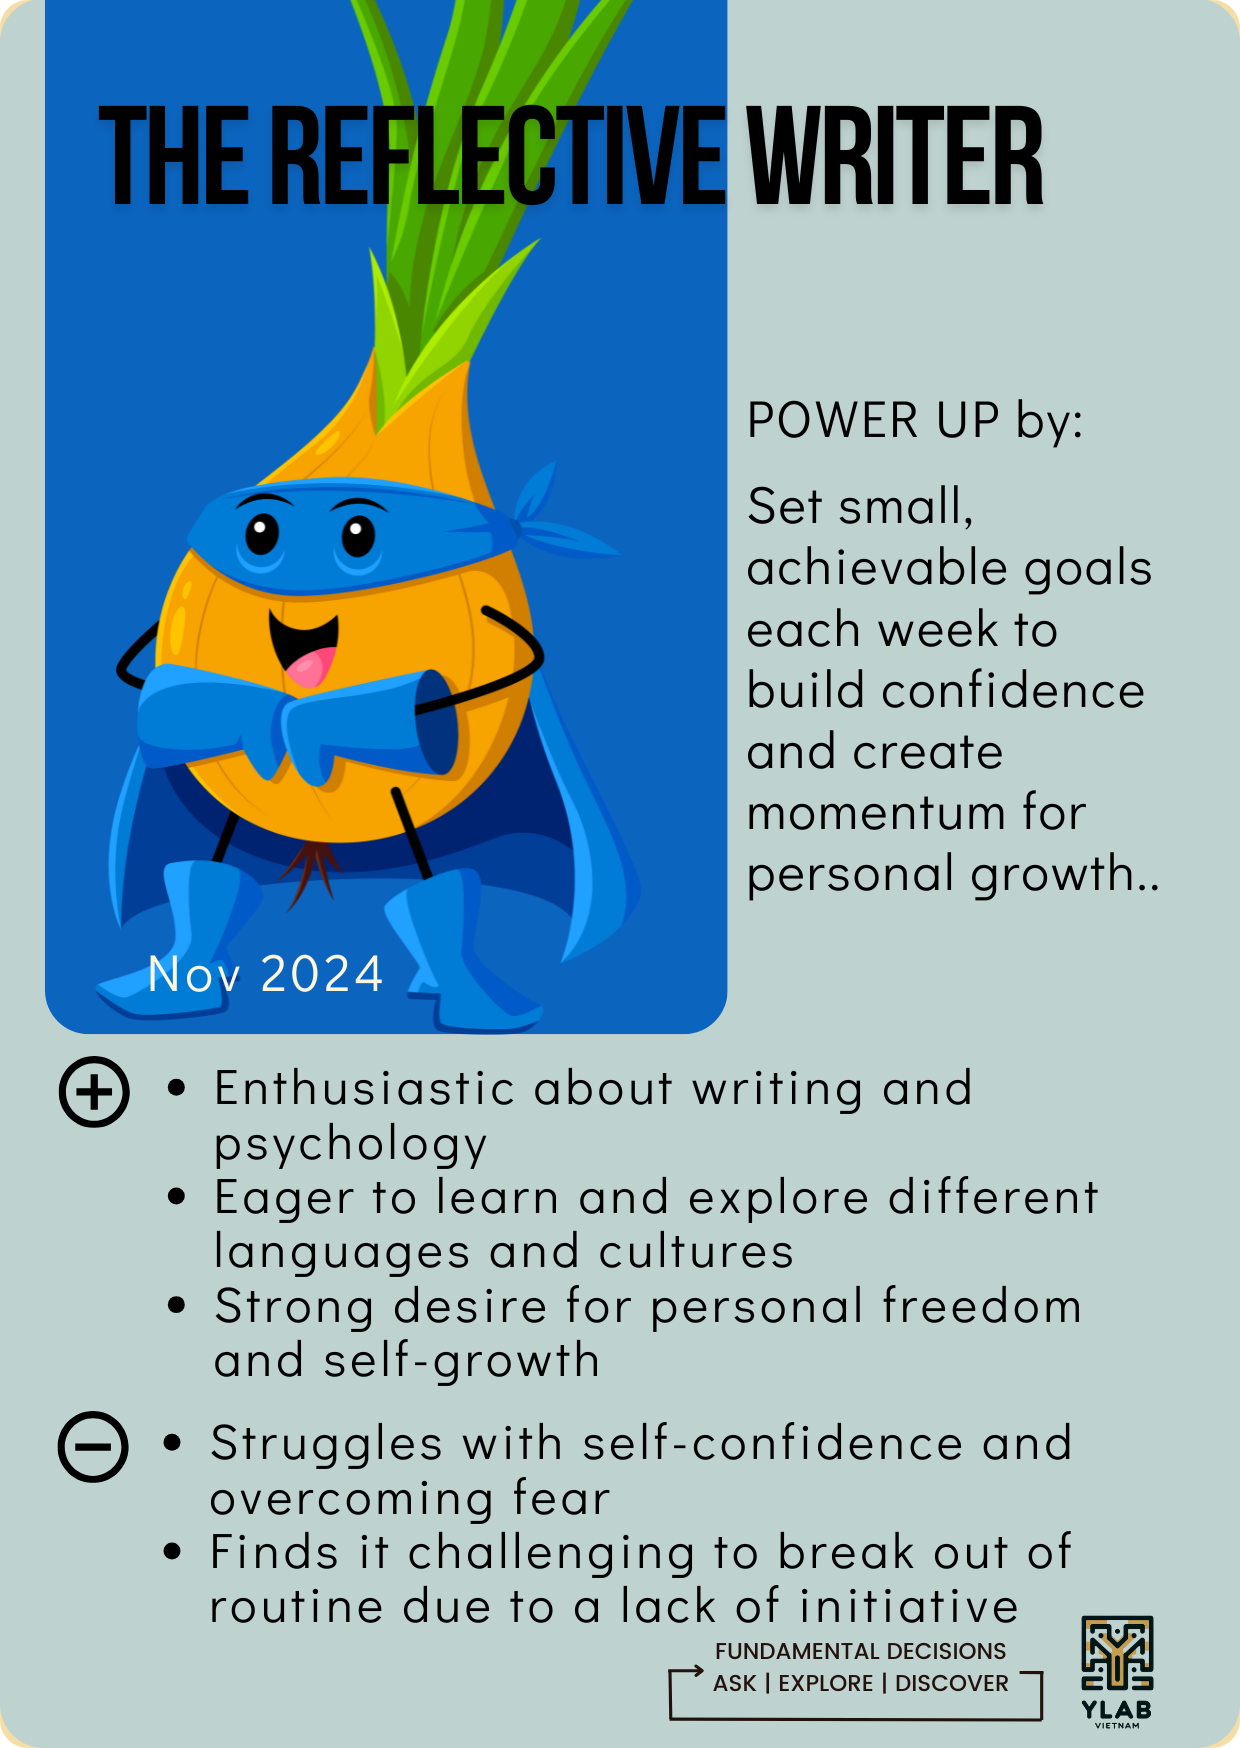 THE REFLECTIVE WRITER
POWER UP by:
Set small,
achievable goals
each week to
build confidence
and create
momentum for
personal growth..
Nov 2024
Enthusiastic about writing and
psychology
Eager to learn and explore different
languages and cultures
Strong desire for personal freedom
and self-growth
Struggles with self-confidence and
overcoming fear
Finds it challenging to break out of
routine due to a lack of initiative
FUNDAMENTAL DECISIONS
ASK | EXPLORE | DISCOVER
YLAB
VIETNAM